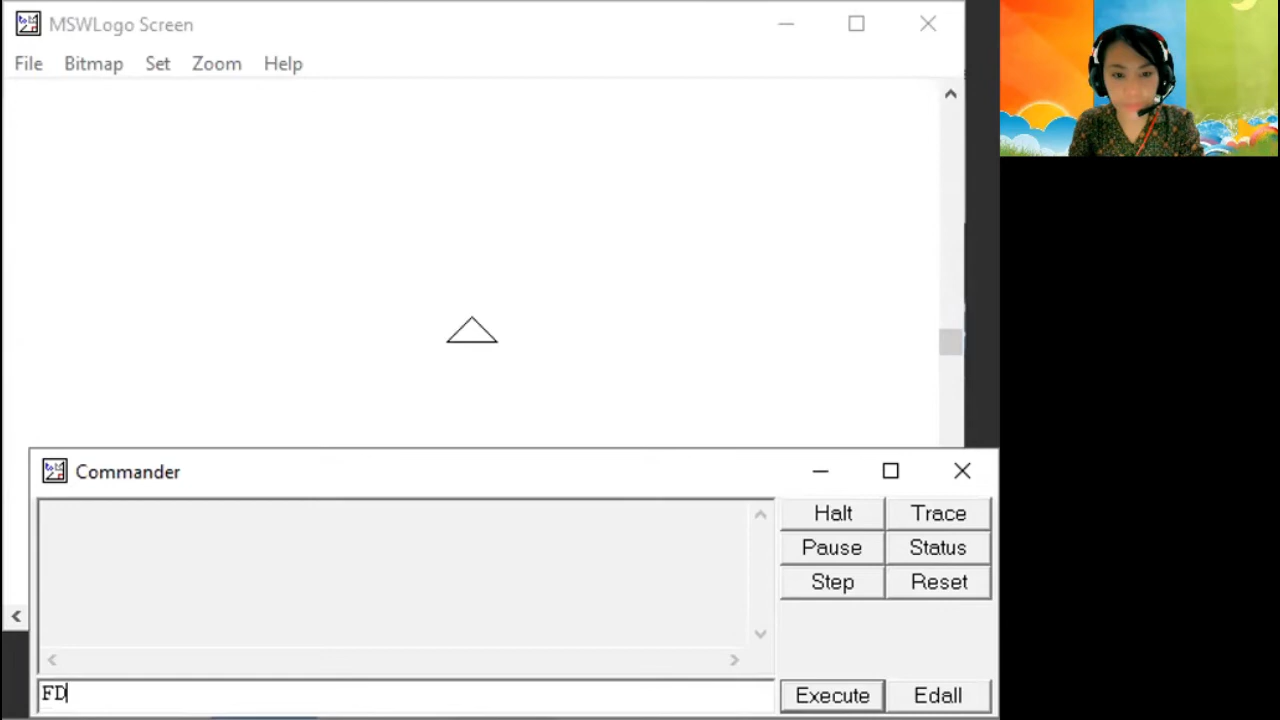 MSWLogo Screen
File Bitmap Set Zoom Help
Commander
Halt Trace
Pause Status
Step Reset
FD
Execute Edall